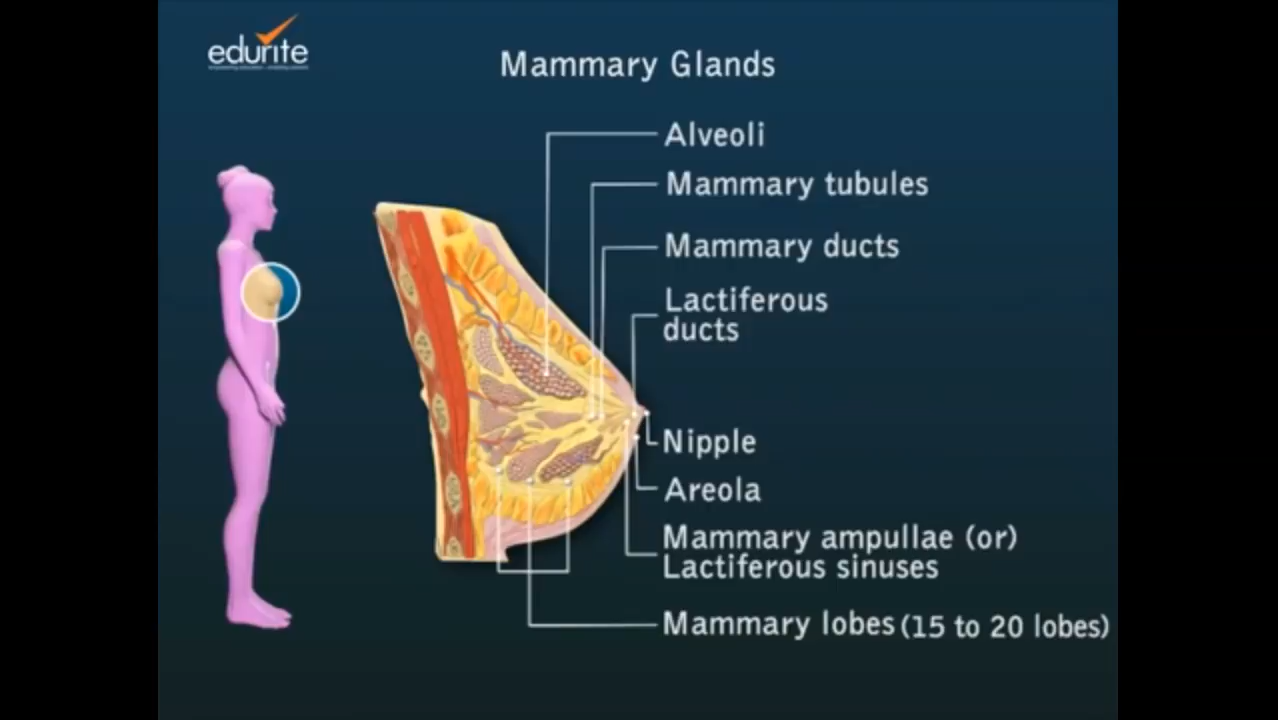 edurite
Mammary Glands
Alveoli
Mammary tubules
Mammary ducts
Lactiferous
ducts
Nipple
Areola
Mammary ampullae (or)
Lactiferous sinuses
Mammary lobes (15 to 20 lobes)